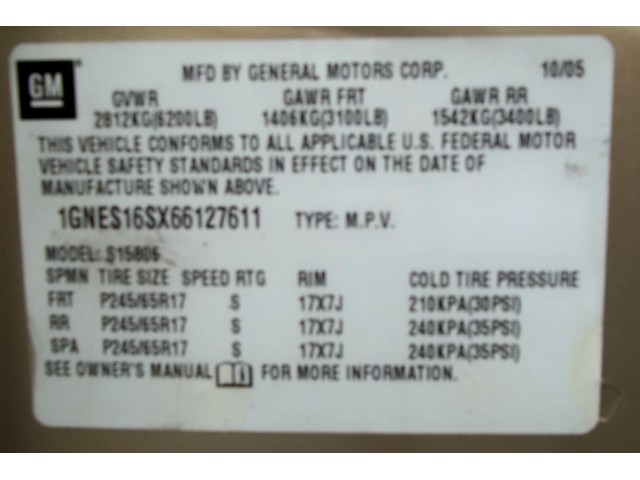 GM
MFD BY GENERAL MOTORS CORP. 10/05
GVWR GAWR FRT GAWR RR
2812KG(6200LB) 1406KG(3100LB) 1542KG(3400LB)
THIS VEHICLE CONFORMS TO ALL APPLICABLE U.S. FEDERAL MOTOR
VEHICLE SAFETY STANDARDS IN EFFECT ON THE DATE OF
MANUFACTURE SHOWN ABOVE.
1GNES16SX66127611 TYPE: M.P.V.
MODEL: S15806
SPMN TIRE SIZE SPEED RTG RIM COLD TIRE PRESSURE
FRT P245/65R17 S 17X7J 210KPA(30PSI)
RR P245/65R17 S 17X7J 240KPA(35PSI)
SPA P245/65R17 S 17X7J 240KPA(35PSI)
SEE OWNER'S MANUAL FOR MORE INFORMATION.